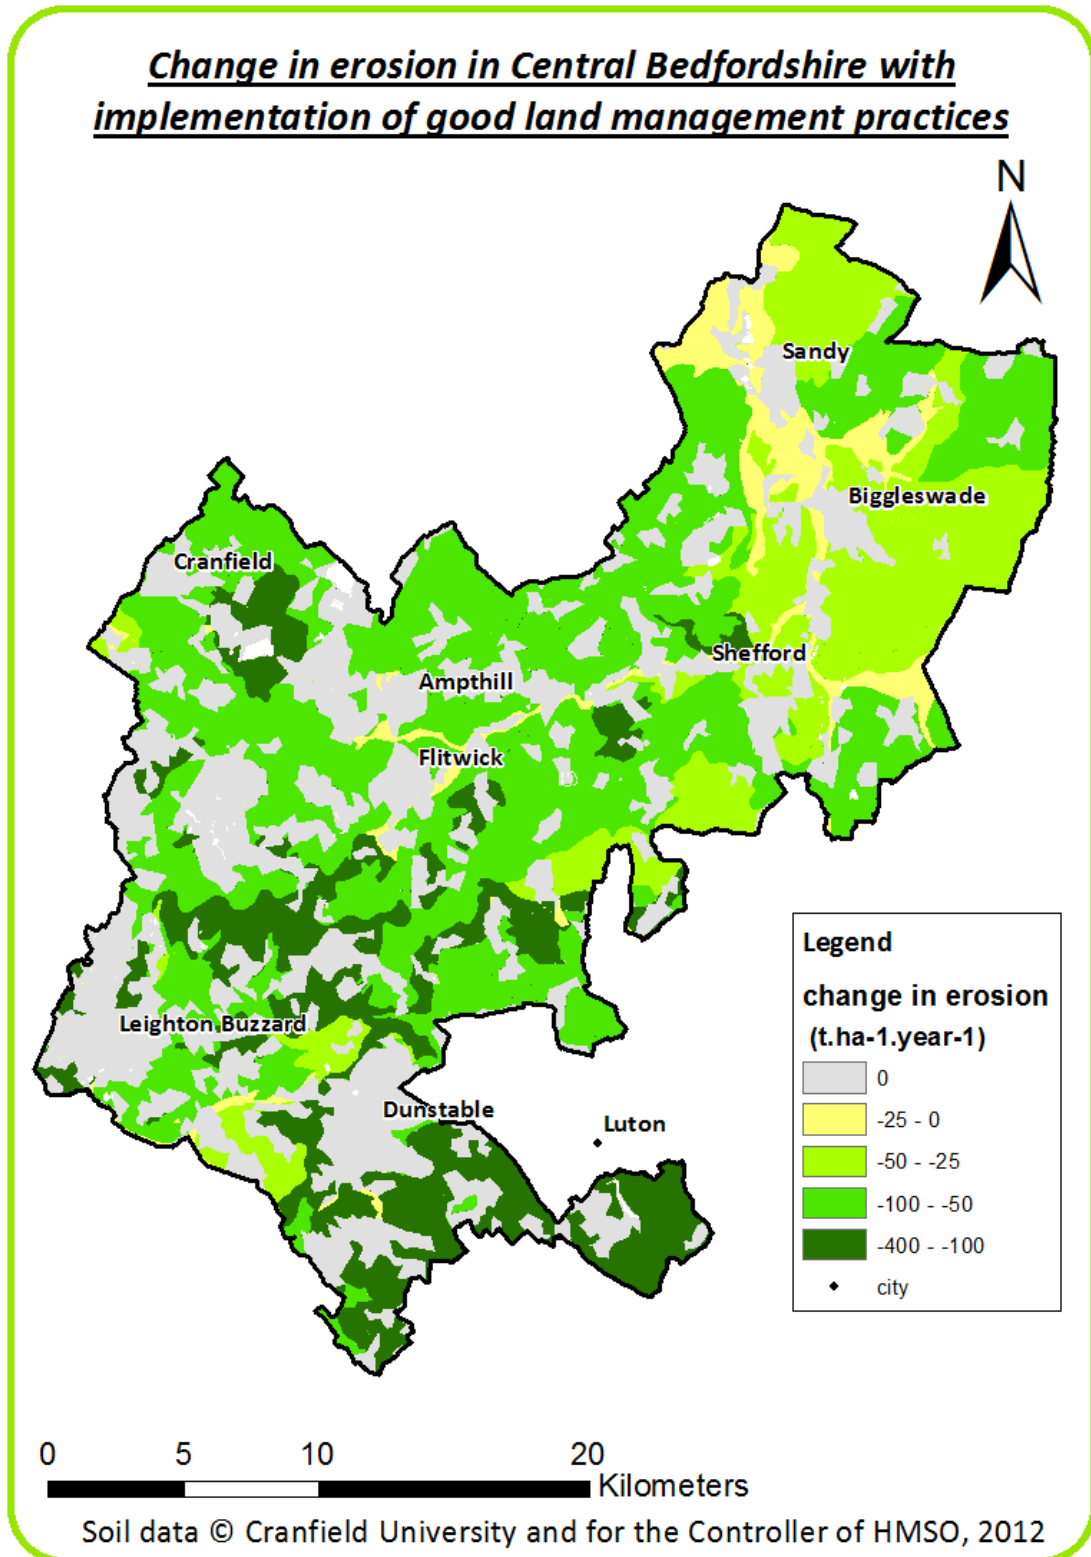 Change in erosion in Central Bedfordshire with
implementation of good land management practices
N
Sandy
Biggleswade
Cranfield
Shefford
Ampthill
Flitwick
Leighton Buzzard
Dunstable
Luton
Legend
change in erosion
(t.ha-1.year-1)
0
-25 - 0
-50 - -25
-100 - -50
-400 - -100
city
0 5 10 20
Kilometers
Soil data © Cranfield University and for the Controller of HMSO, 2012